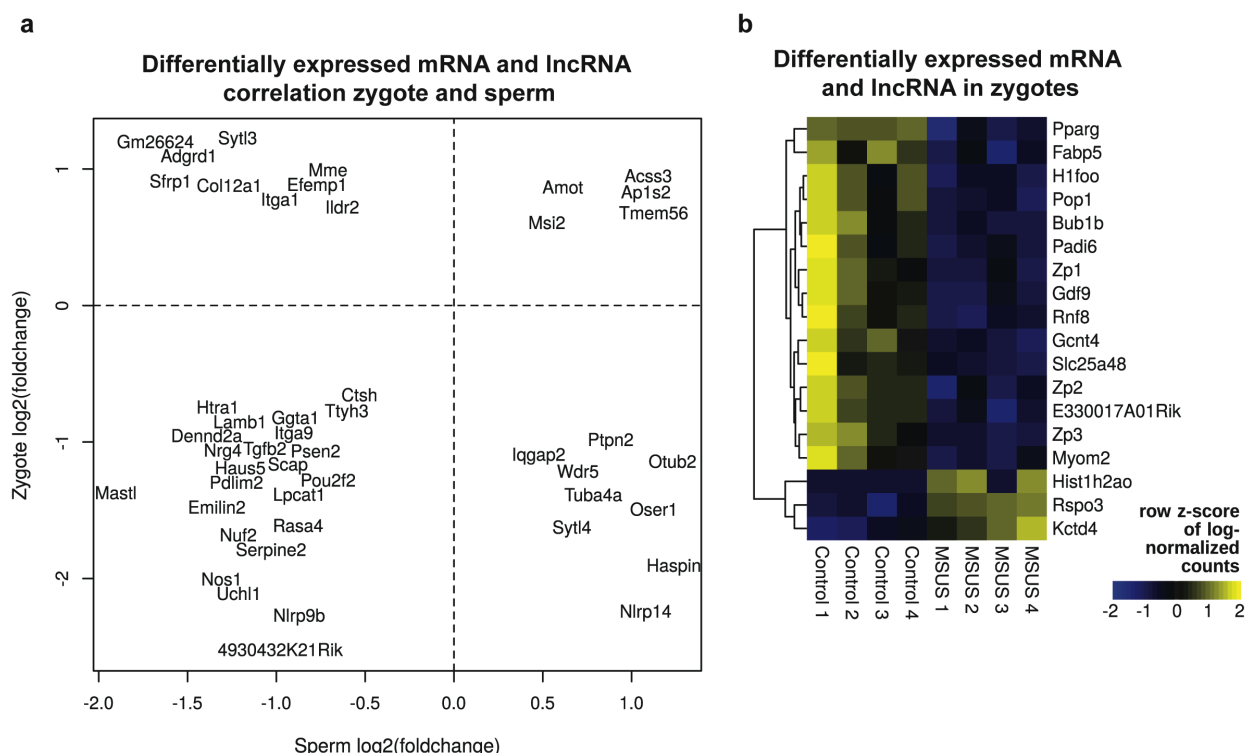 a
Differentially expressed mRNA and lncRNA
correlation zygote and sperm
Zygote log2(foldchange)
1
0
-1
-2
Gm26624
Sytl3
Adgrd1
Sfrp1
Col12a1
Mme
Efemp1
Itga1
Ildr2
Amot
Msi2
Acss3
Ap1s2
Tmem56
Htra1
Ctsh
Ttyh3
Lamb1
Ggta1
Dennd2a
Itga9
Nrg4
Tgfb2
Psen2
Haus5
Scap
Pdlim2
Pou2f2
Mastl
Lpcat1
Emilin2
Nuf2
Rasa4
Serpine2
Nos1
Uchl1
Nlrp9b
4930432K21Rik
Ptpn2
Iqgap2
Otub2
Wdr5
Tuba4a
Oser1
Sytl4
Haspin
Nlrp14
-2.0
-1.5
-1.0
-0.5
0.0
0.5
1.0
Sperm log2(foldchange)
b
Differentially expressed mRNA
and lncRNA in zygotes
Pparg
Fabp5
H1foo
Pop1
Bub1b
Padi6
Zp1
Gdf9
Rnf8
Gcnt4
Slc25a48
Zp2
E330017A01Rik
Zp3
Myom2
Hist1h2ao
Rspo3
Kctd4
Control 1
Control 2
Control 3
Control 4
MSUS 1
MSUS 2
MSUS 3
MSUS 4
row z-score
of log-
normalized
counts
-2 -1 0 1 2